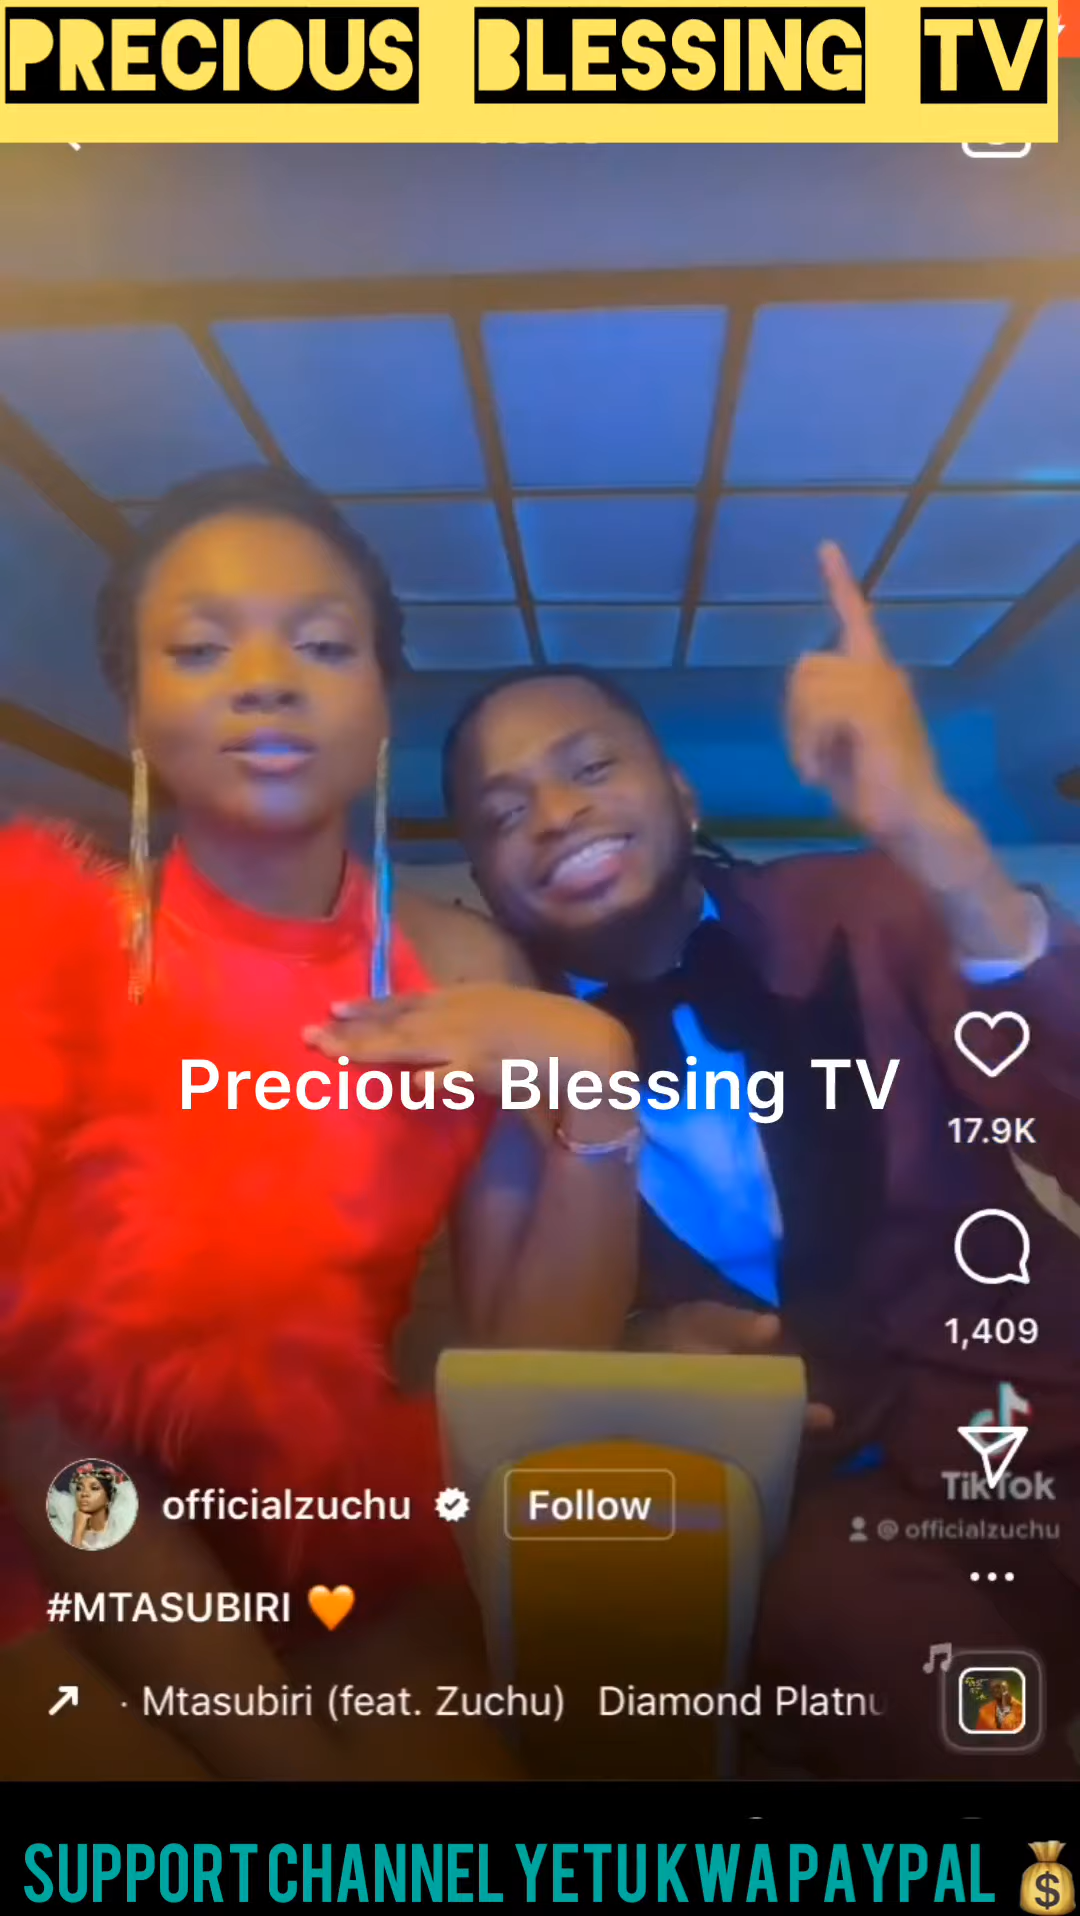 PRECIOUS BLESSING TV
Precious Blessing TV
17.9K
1,409
TikTok
@ officialzuchu
officialzuchu
Follow
#MTASUBIRI 🧡
· Mtasubiri (feat. Zuchu) Diamond Platnu
SUPPORT CHANNEL YETU KWA PAYPAL 💰